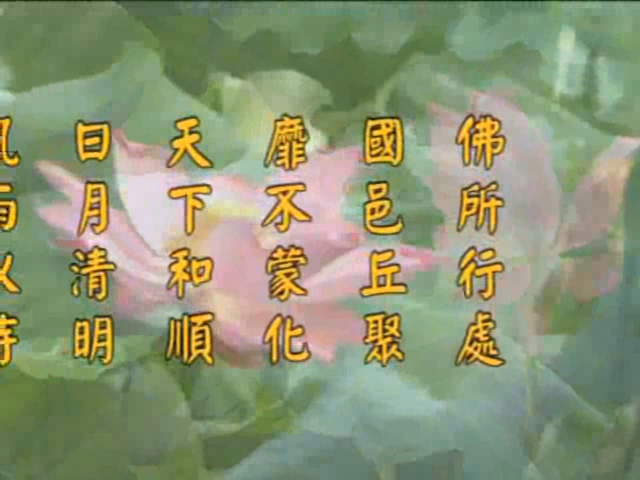 佛所行處
國邑丘聚
靡不蒙化
天下和順
日月清明
風雨以時